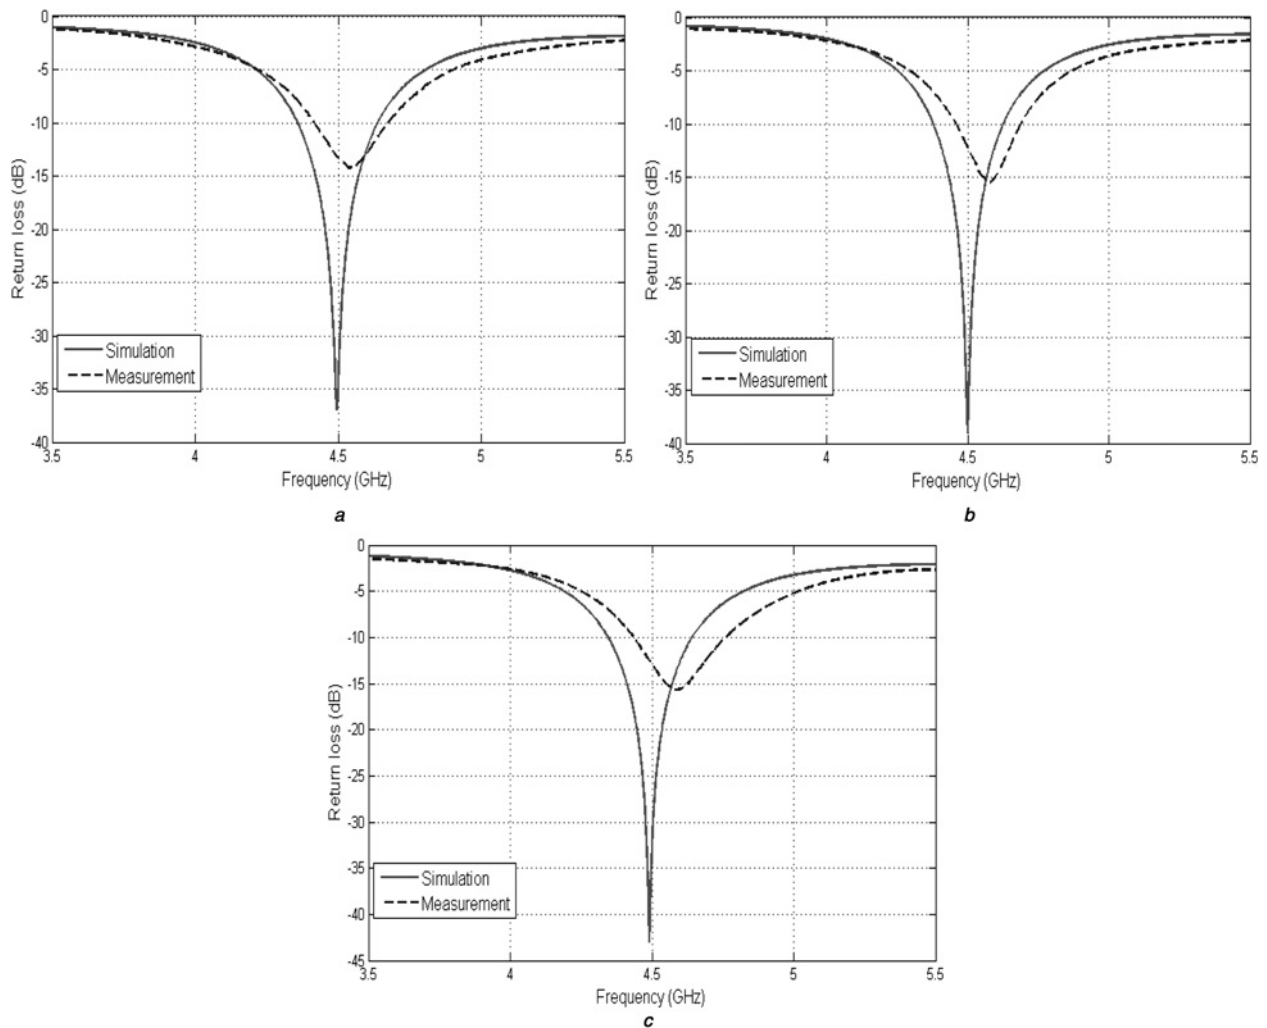 0
-5
-10
-15
-20
-25
-30
-35
-40
Return loss (dB)
Simulation
Measurement
3.5 4 4.5 5 5.5
Frequency (GHz)
a
0
-5
-10
-15
-20
-25
-30
-35
-40
Return loss (dB)
Simulation
Measurement
3.5 4 4.5 5 5.5
Frequency (GHz)
b
0
-5
-10
-15
-20
-25
-30
-35
-40
-45
Return loss (dB)
Simulation
Measurement
3.5 4 4.5 5 5.5
Frequency (GHz)
c